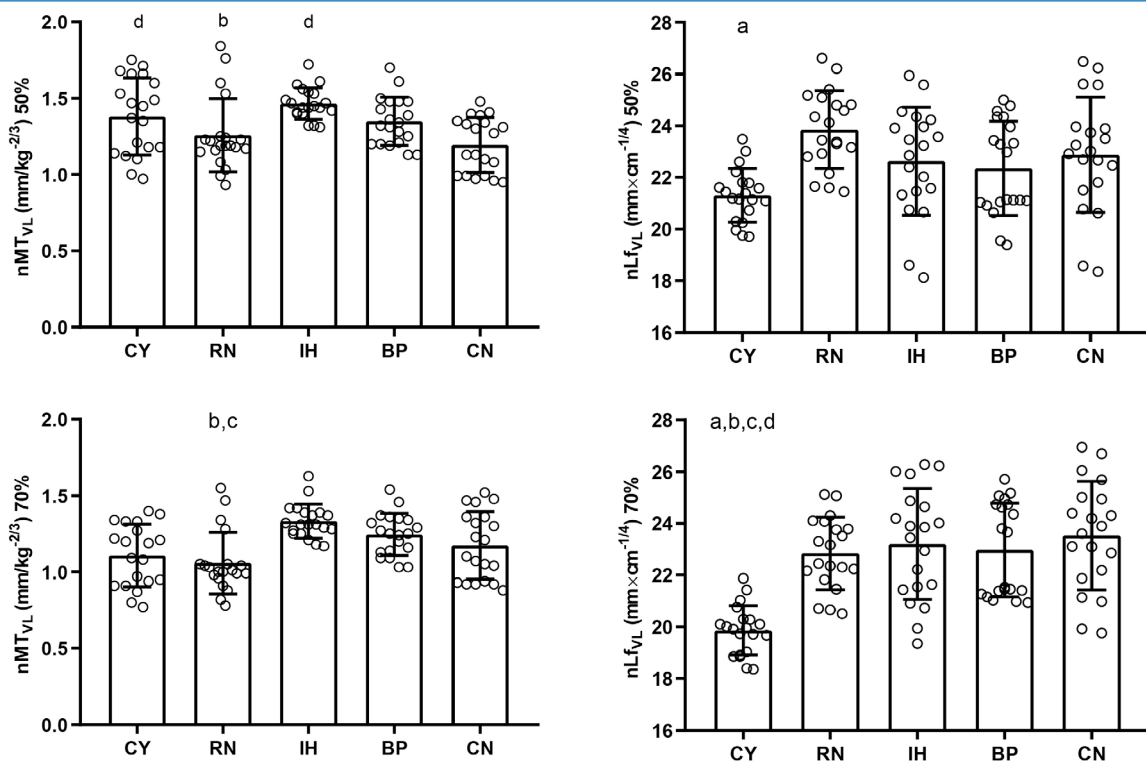 d b d
nMTVL (mm/kg-2/3) 50%
2.0
1.5
1.0
0.5
0.0
CY RN IH BP CN
a
nLfVL (mm×cm-1/4) 50%
28
26
24
22
20
18
16
CY RN IH BP CN
b,c
nMTVL (mm/kg-2/3) 70%
2.0
1.5
1.0
0.5
0.0
CY RN IH BP CN
a,b,c,d
nLfVL (mm×cm-1/4) 70%
28
26
24
22
20
18
16
CY RN IH BP CN